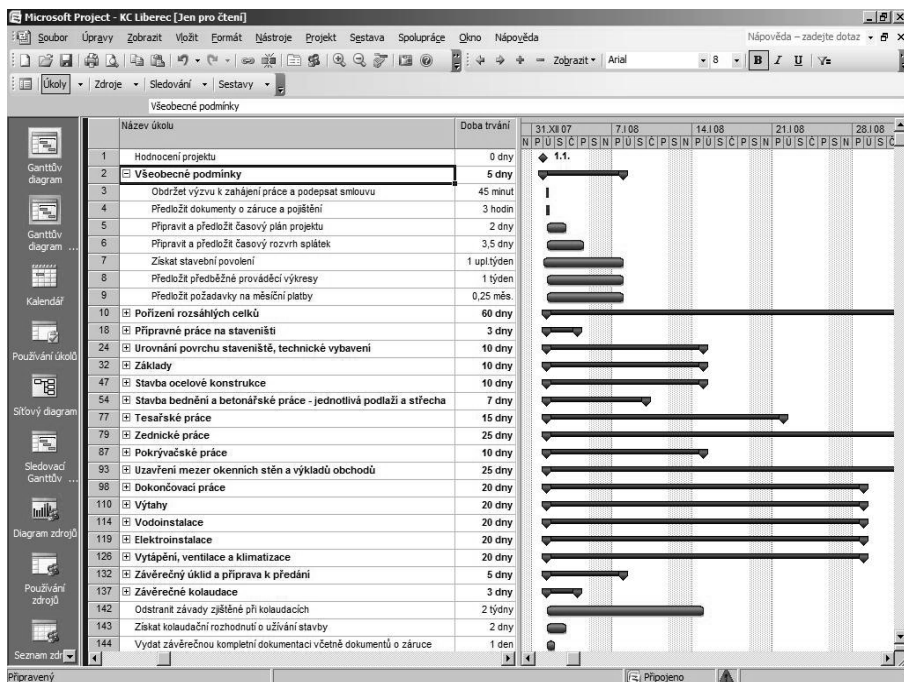 Microsoft Project - KC Liberec [Jen pro čtení]
Soubor Úpravy Zobrazit Vložit Formát Nástroje Projekt Sestava Spolupráce Okno Nápověda Nápověda – zadejte dotaz
Zobrazit Arial 8 B I U
Úkoly Zdroje Sledování Sestavy
Všeobecné podmínky
Název úkolu Doba trvání 31.XII 07 7.I 08 14.I 08 21.I 08 28.I 08
N P Ú S Č P S N P Ú S Č P S N P Ú S Č P S N P Ú S Č P S N P Ú S Č
1 Hodnocení projektu 0 dny 1.1.
2 Všeobecné podmínky 5 dny
3 Obdržet výzvu k zahájení práce a podepsat smlouvu 45 minut
4 Předložit dokumenty o záruce a pojištění 3 hodin
5 Připravit a předložit časový plán projektu 2 dny
6 Připravit a předložit časový rozvrh splátek 3,5 dny
7 Získat stavební povolení 1 upl.týden
8 Předložit předběžné prováděcí výkresy 1 týden
9 Předložit požadavky na měsíční platby 0,25 měs.
10 Pořízení rozsáhlých celků 60 dny
18 Přípravné práce na staveništi 3 dny
24 Urovnání povrchu staveniště, technické vybavení 10 dny
32 Základy 10 dny
47 Stavba ocelové konstrukce 10 dny
54 Stavba bednění a betonářské práce - jednotlivá podlaží a střecha 7 dny
77 Tesařské práce 15 dny
79 Zednické práce 25 dny
87 Pokrývačské práce 10 dny
93 Uzavření mezer okenních stěn a výkladů obchodů 25 dny
98 Dokončovací práce 20 dny
110 Výtahy 20 dny
114 Vodoinstalace 20 dny
119 Elektroinstalace 20 dny
126 Vytápění, ventilace a klimatizace 20 dny
132 Závěrečný úklid a příprava k předání 5 dny
137 Závěrečné kolaudace 3 dny
142 Odstranit závady zjištěné při kolaudacích 2 týdny
143 Získat kolaudační rozhodnutí o užívání stavby 2 dny
144 Vydat závěrečnou kompletní dokumentaci včetně dokumentů o záruce 1 den
Ganttův
diagram
Ganttův
diagram ...
Kalendář
Používání úkolů
Síťový diagram
Sledovací
Ganttův ...
Diagram zdrojů
Používání
zdrojů
Seznam zdr
Připravený Připojeno